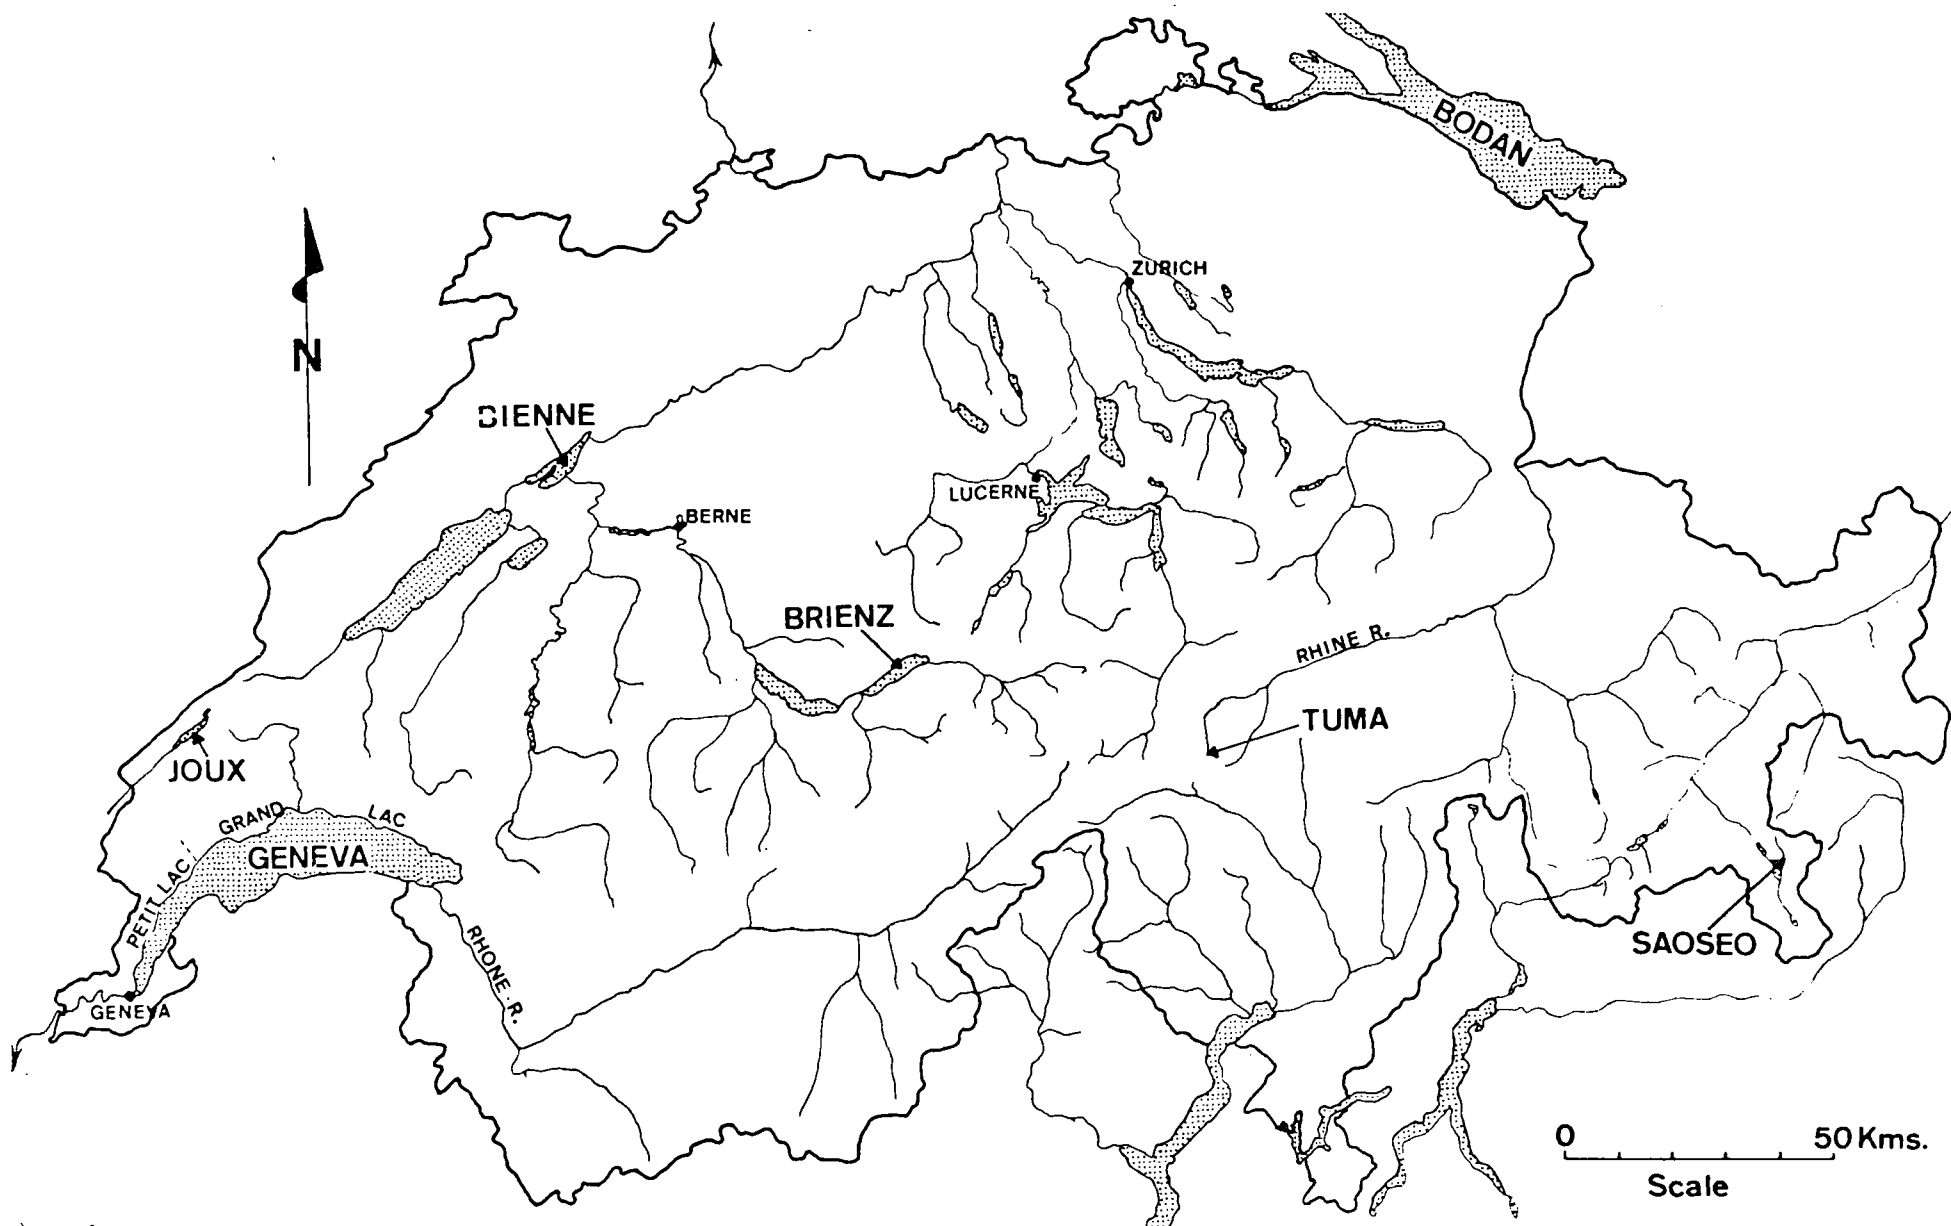 BODAN
ZURICH
N
BIENNE
LUCERNE
BERNE
BRIENZ
RHINE R.
TUMA
JOUX
GRAND LAC
GENEVA
PETIT LAC
RHONE R.
SAOSEO
GENEVA
0 50 Kms.
Scale